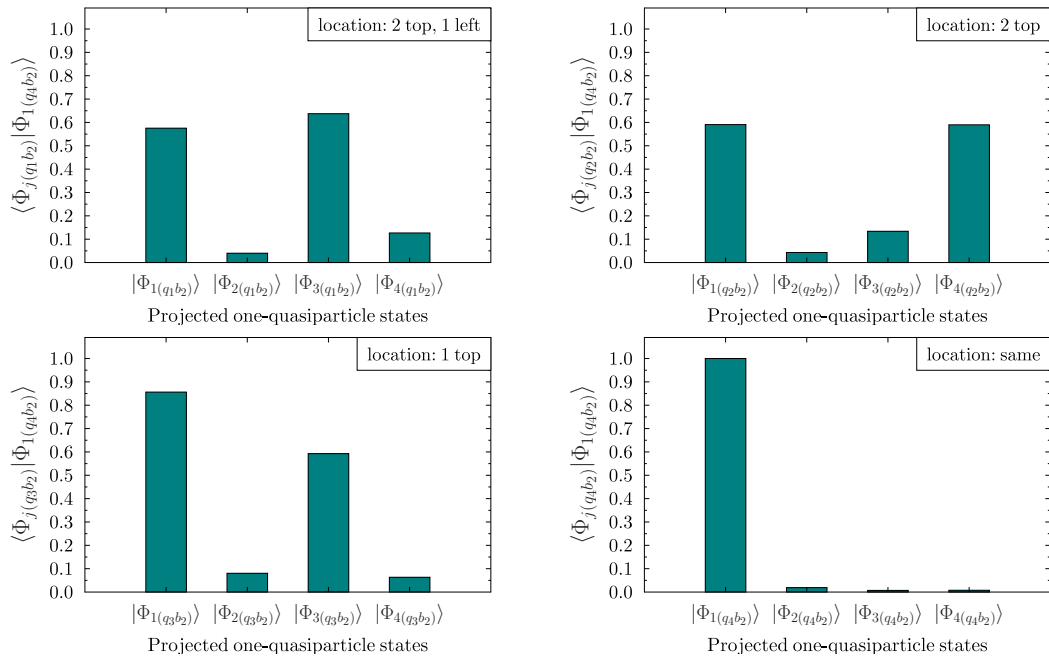 location: 2 top, 1 left
⟨Φ_{j(q_1b_2)}|Φ_{1(q_4b_2)}⟩
1.0
0.9
0.8
0.7
0.6
0.5
0.4
0.3
0.2
0.1
0.0
|Φ_{1(q_1b_2)}⟩ |Φ_{2(q_1b_2)}⟩ |Φ_{3(q_1b_2)}⟩ |Φ_{4(q_1b_2)}⟩
Projected one-quasiparticle states
location: 2 top
⟨Φ_{j(q_2b_2)}|Φ_{1(q_4b_2)}⟩
1.0
0.9
0.8
0.7
0.6
0.5
0.4
0.3
0.2
0.1
0.0
|Φ_{1(q_2b_2)}⟩ |Φ_{2(q_2b_2)}⟩ |Φ_{3(q_2b_2)}⟩ |Φ_{4(q_2b_2)}⟩
Projected one-quasiparticle states
location: 1 top
⟨Φ_{j(q_3b_2)}|Φ_{1(q_4b_2)}⟩
1.0
0.9
0.8
0.7
0.6
0.5
0.4
0.3
0.2
0.1
0.0
|Φ_{1(q_3b_2)}⟩ |Φ_{2(q_3b_2)}⟩ |Φ_{3(q_3b_2)}⟩ |Φ_{4(q_3b_2)}⟩
Projected one-quasiparticle states
location: same
⟨Φ_{j(q_4b_2)}|Φ_{1(q_4b_2)}⟩
1.0
0.9
0.8
0.7
0.6
0.5
0.4
0.3
0.2
0.1
0.0
|Φ_{1(q_4b_2)}⟩ |Φ_{2(q_4b_2)}⟩ |Φ_{3(q_4b_2)}⟩ |Φ_{4(q_4b_2)}⟩
Projected one-quasiparticle states